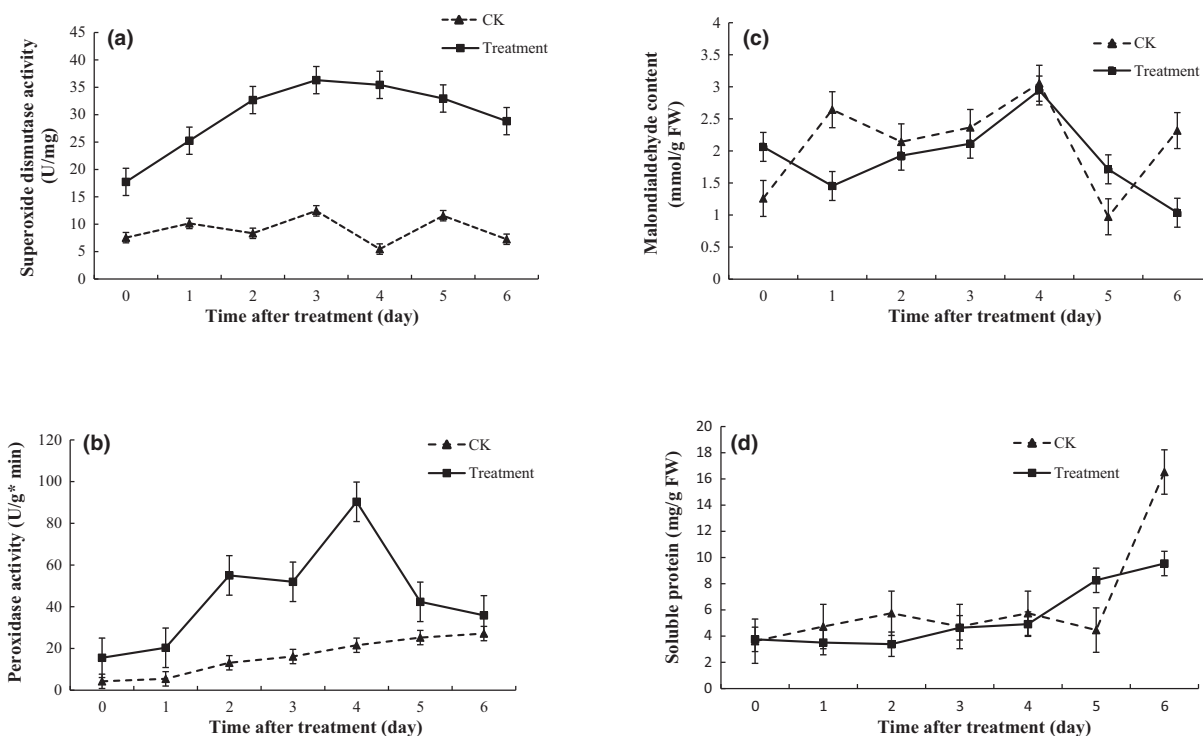 (a)
CK
Treatment
Superoxide dismutase activity
(U/mg)
45
40
35
30
25
20
15
10
5
0
0 1 2 3 4 5 6
Time after treatment (day)
(c)
CK
Treatment
Malondialdehyde content
(mmol/g FW)
4
3.5
3
2.5
2
1.5
1
0.5
0
0 1 2 3 4 5 6
Time after treatment (day)
(b)
CK
Treatment
Peroxidase activity (U/g* min)
120
100
80
60
40
20
0
0 1 2 3 4 5 6
Time after treatment (day)
(d)
CK
Treatment
Soluble protein (mg/g FW)
20
18
16
14
12
10
8
6
4
2
0
0 1 2 3 4 5 6
Time after treatment (day)